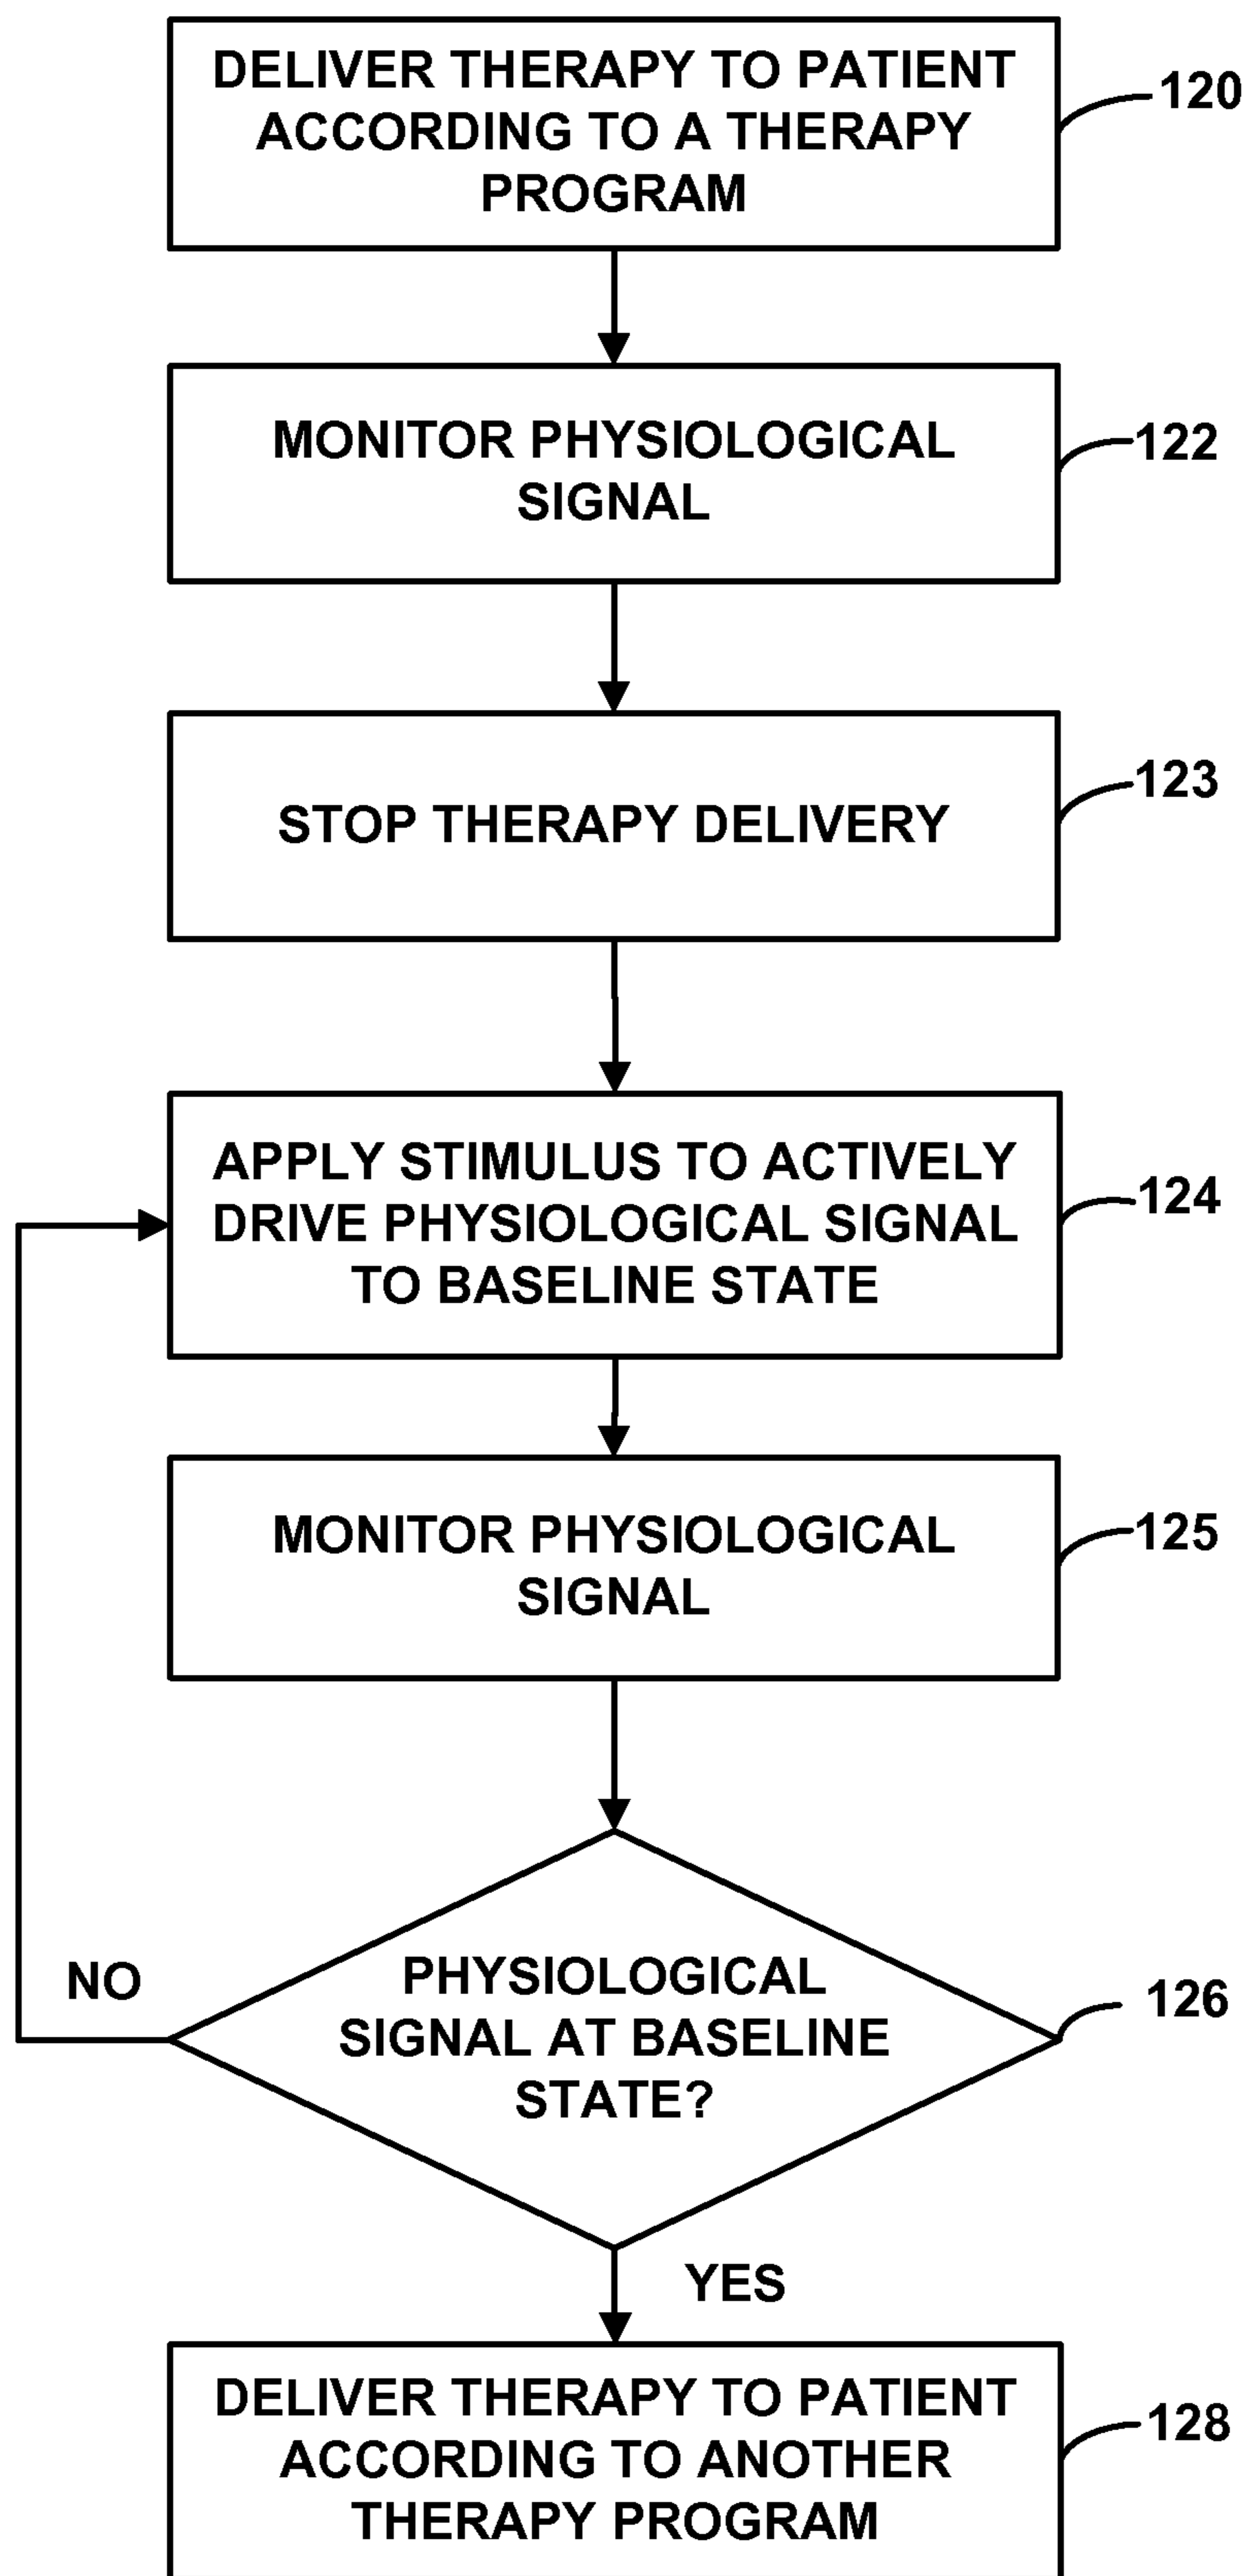 DELIVER THERAPY TO PATIENT
ACCORDING TO A THERAPY
PROGRAM
120
MONITOR PHYSIOLOGICAL
SIGNAL
122
STOP THERAPY DELIVERY
123
APPLY STIMULUS TO ACTIVELY
DRIVE PHYSIOLOGICAL SIGNAL
TO BASELINE STATE
124
MONITOR PHYSIOLOGICAL
SIGNAL
125
PHYSIOLOGICAL
SIGNAL AT BASELINE
STATE?
126
NO
YES
DELIVER THERAPY TO PATIENT
ACCORDING TO ANOTHER
THERAPY PROGRAM
128